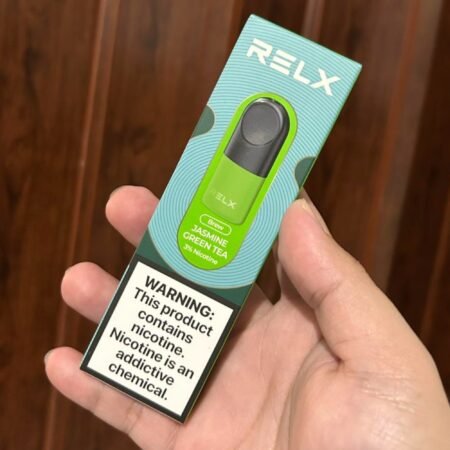 RELX
RELX
Brew
JASMINE
GREEN TEA
3% Nicotine
WARNING:
This product
contains
nicotine.
Nicotine is an
addictive
chemical.